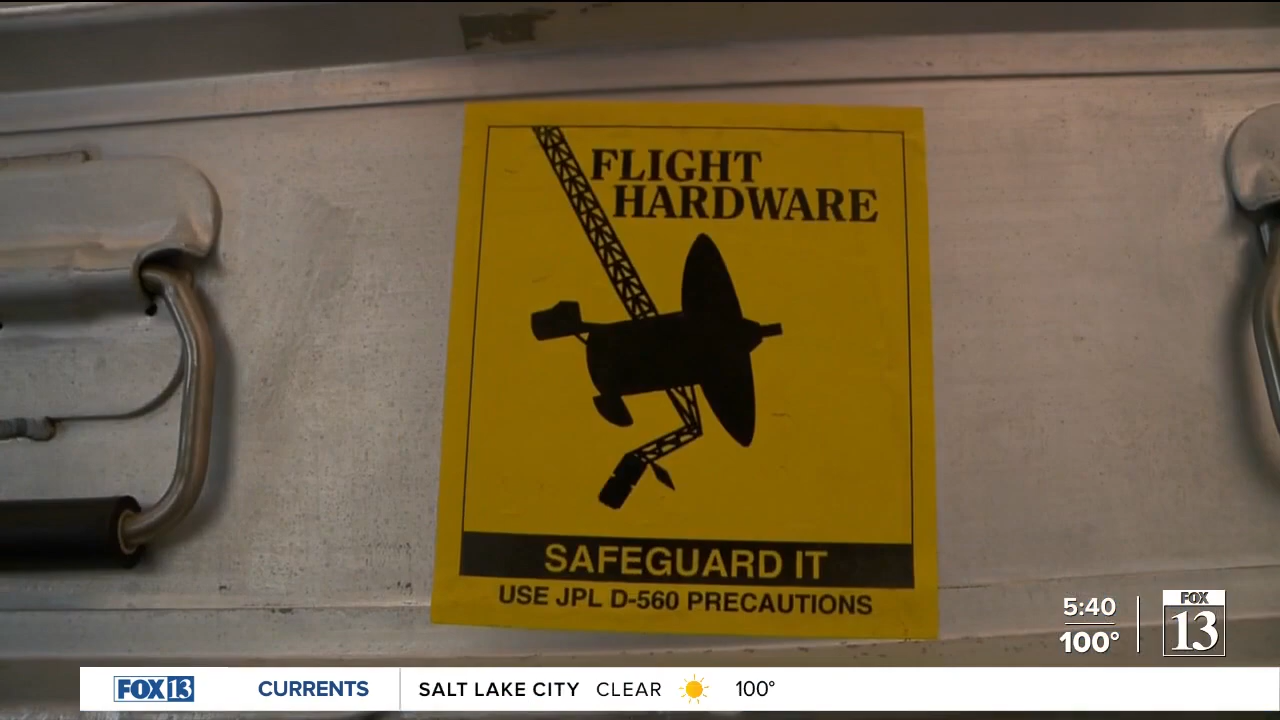 FLIGHT
HARDWARE
SAFEGUARD IT
USE JPL D-560 PRECAUTIONS
5:40
100°
FOX
13
FOX 13 CURRENTS SALT LAKE CITY CLEAR 100°